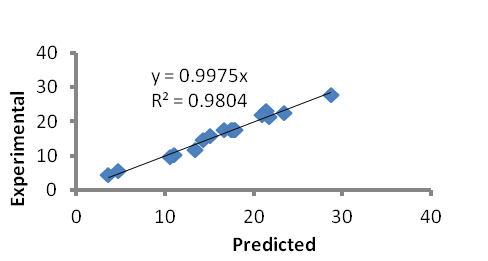 40
y = 0.9975x
30
R² = 0.9804
20
10
0
0 10 20 30 40
Experimental
Predicted